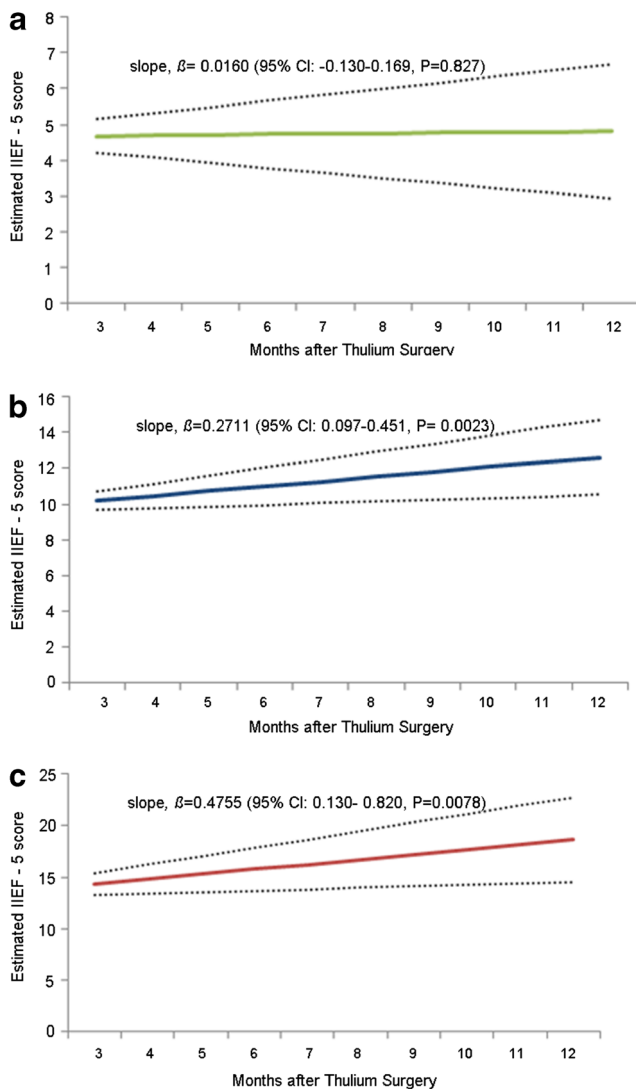 a
8
7
6
5
4
3
2
1
0
slope, ß= 0.0160 (95% CI: -0.130-0.169, P=0.827)
Estimated IIEF - 5 score
3 4 5 6 7 8 9 10 11 12
Months after Thulium Surgery
b
16
14
12
10
8
6
4
2
0
slope, ß=0.2711 (95% CI: 0.097-0.451, P= 0.0023)
Estimated IIEF - 5 score
3 4 5 6 7 8 9 10 11 12
Months after Thulium Surgery
c
25
20
15
10
5
0
slope, ß=0.4755 (95% CI: 0.130- 0.820, P=0.0078)
Estimated IIEF - 5 score
3 4 5 6 7 8 9 10 11 12
Months after Thulium Surgery